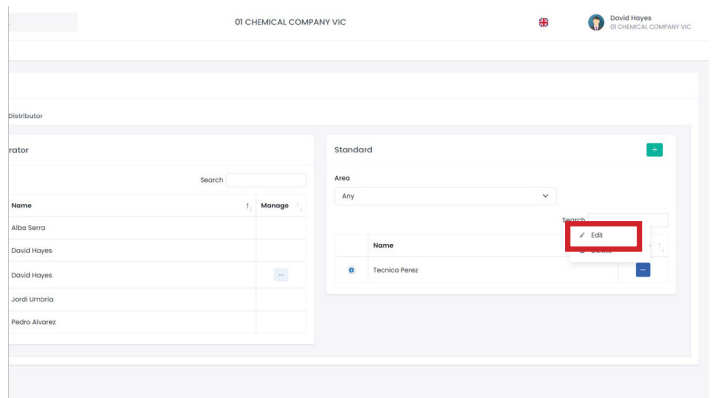 01 CHEMICAL COMPANY VIC
David Hayes
01 CHEMICAL COMPANY VIC
Distributor
rator
Search
Name
Manage
Alba Serra
David Hayes
David Hayes
Jordi Umbria
Pedro Alvarez
Standard
+
Area
Any
Search
Edit
Name
Tecnico Perez